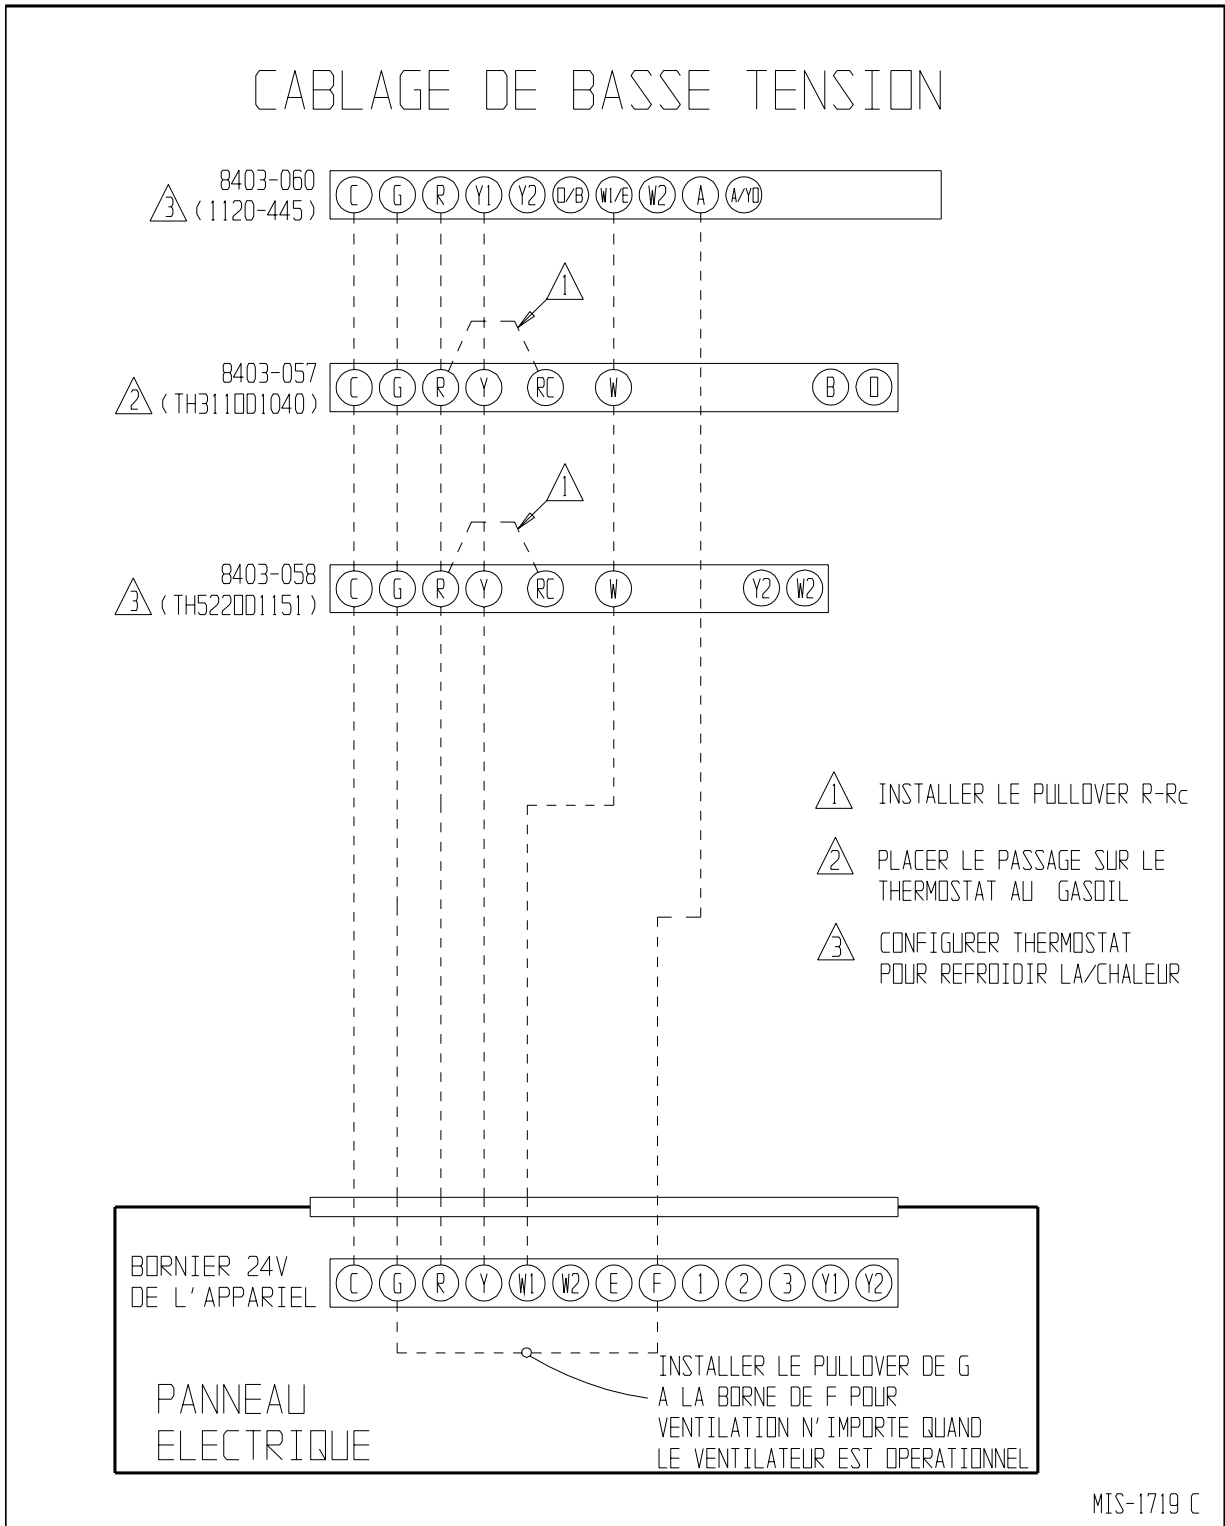 CABLAGE DE BASSE TENSION
8403-060
3 (1120-445)
C G R Y1 Y2 O/B W1/E W2 A A/YO
1
8403-057
2 (TH3110D1040)
C G R Y RC W B O
1
8403-058
3 (TH5220D1151)
C G R Y RC W Y2 W2
1 INSTALLER LE PULLOVER R-Rc
2 PLACER LE PASSAGE SUR LE
THERMOSTAT AU GASOIL
3 CONFIGURER THERMOSTAT
POUR REFROIDIR LA/CHALEUR
BORNIER 24V
DE L'APPARIEL
C G R Y W1 W2 E F 1 2 3 Y1 Y2
INSTALLER LE PULLOVER DE G
A LA BORNE DE F POUR
VENTILATION N'IMPORTE QUAND
LE VENTILATEUR EST OPERATIONNEL
PANNEAU
ELECTRIQUE
MIS-1719 C